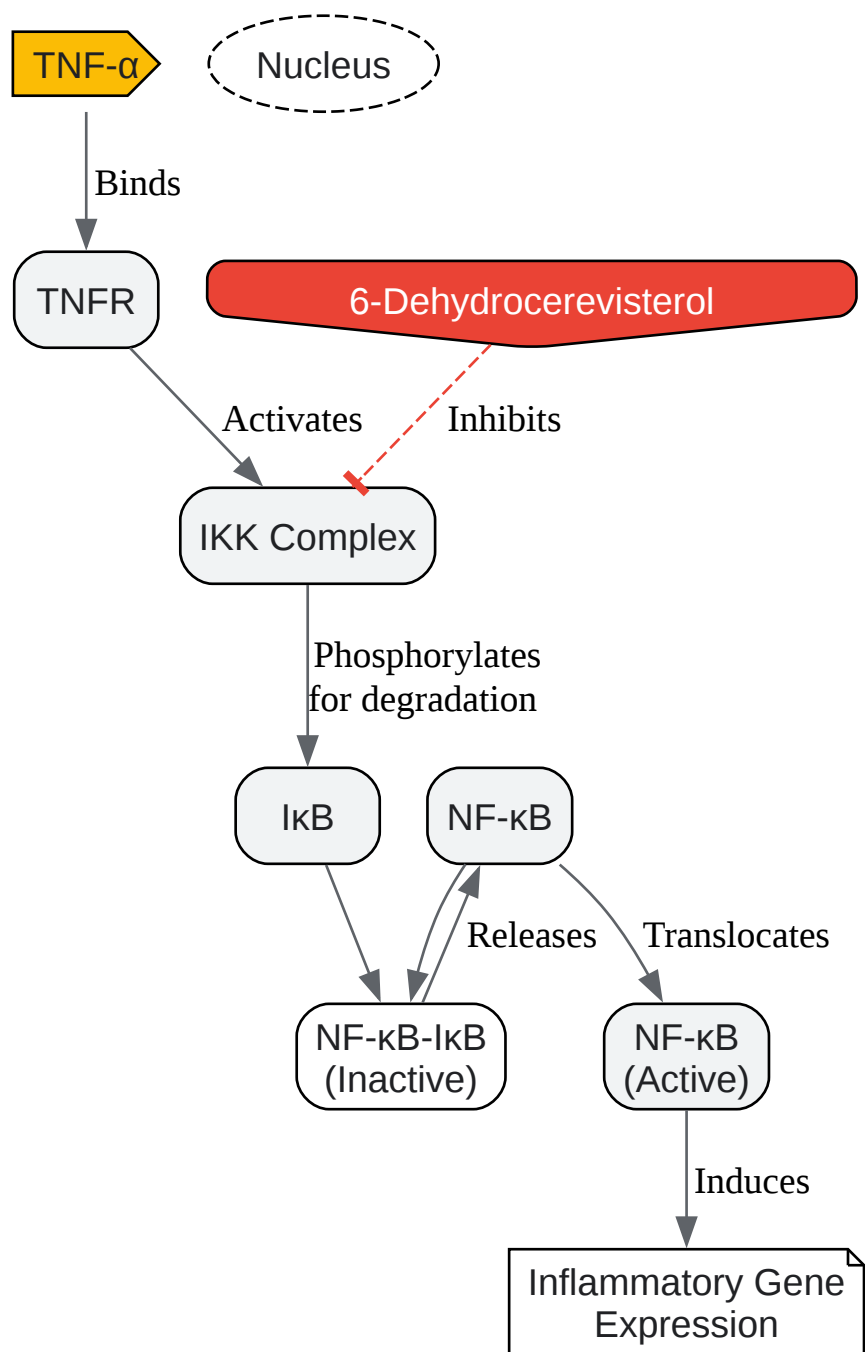 TNF-α
Nucleus
Binds
TNFR
6-Dehydrocerevisterol
Activates
Inhibits
IKK Complex
Phosphorylates
for degradation
IκB
NF-κB
Releases
Translocates
NF-κB-IκB
(Inactive)
NF-κB
(Active)
Induces
Inflammatory Gene
Expression